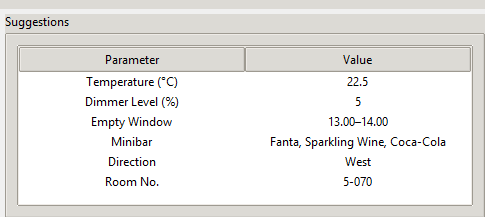 Suggestions
Parameter Value
Temperature (°C) 22.5
Dimmer Level (%) 5
Empty Window 13.00–14.00
Minibar Fanta, Sparkling Wine, Coca-Cola
Direction West
Room No. 5-070